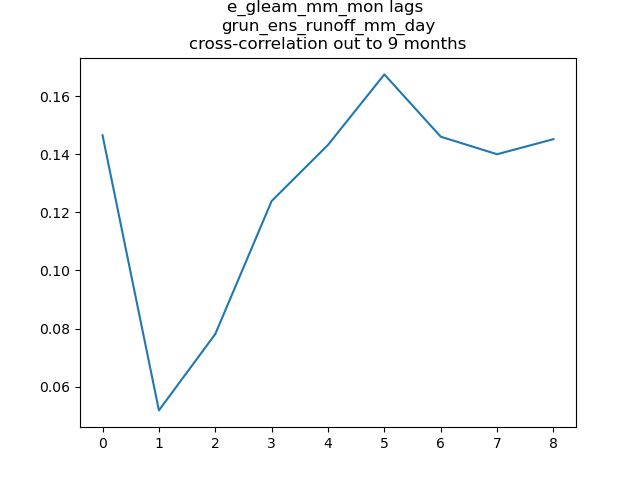 e_gleam_mm_mon lags
grun_ens_runoff_mm_day
cross-correlation out to 9 months
0.16
0.14
0.12
0.10
0.08
0.06
0 1 2 3 4 5 6 7 8